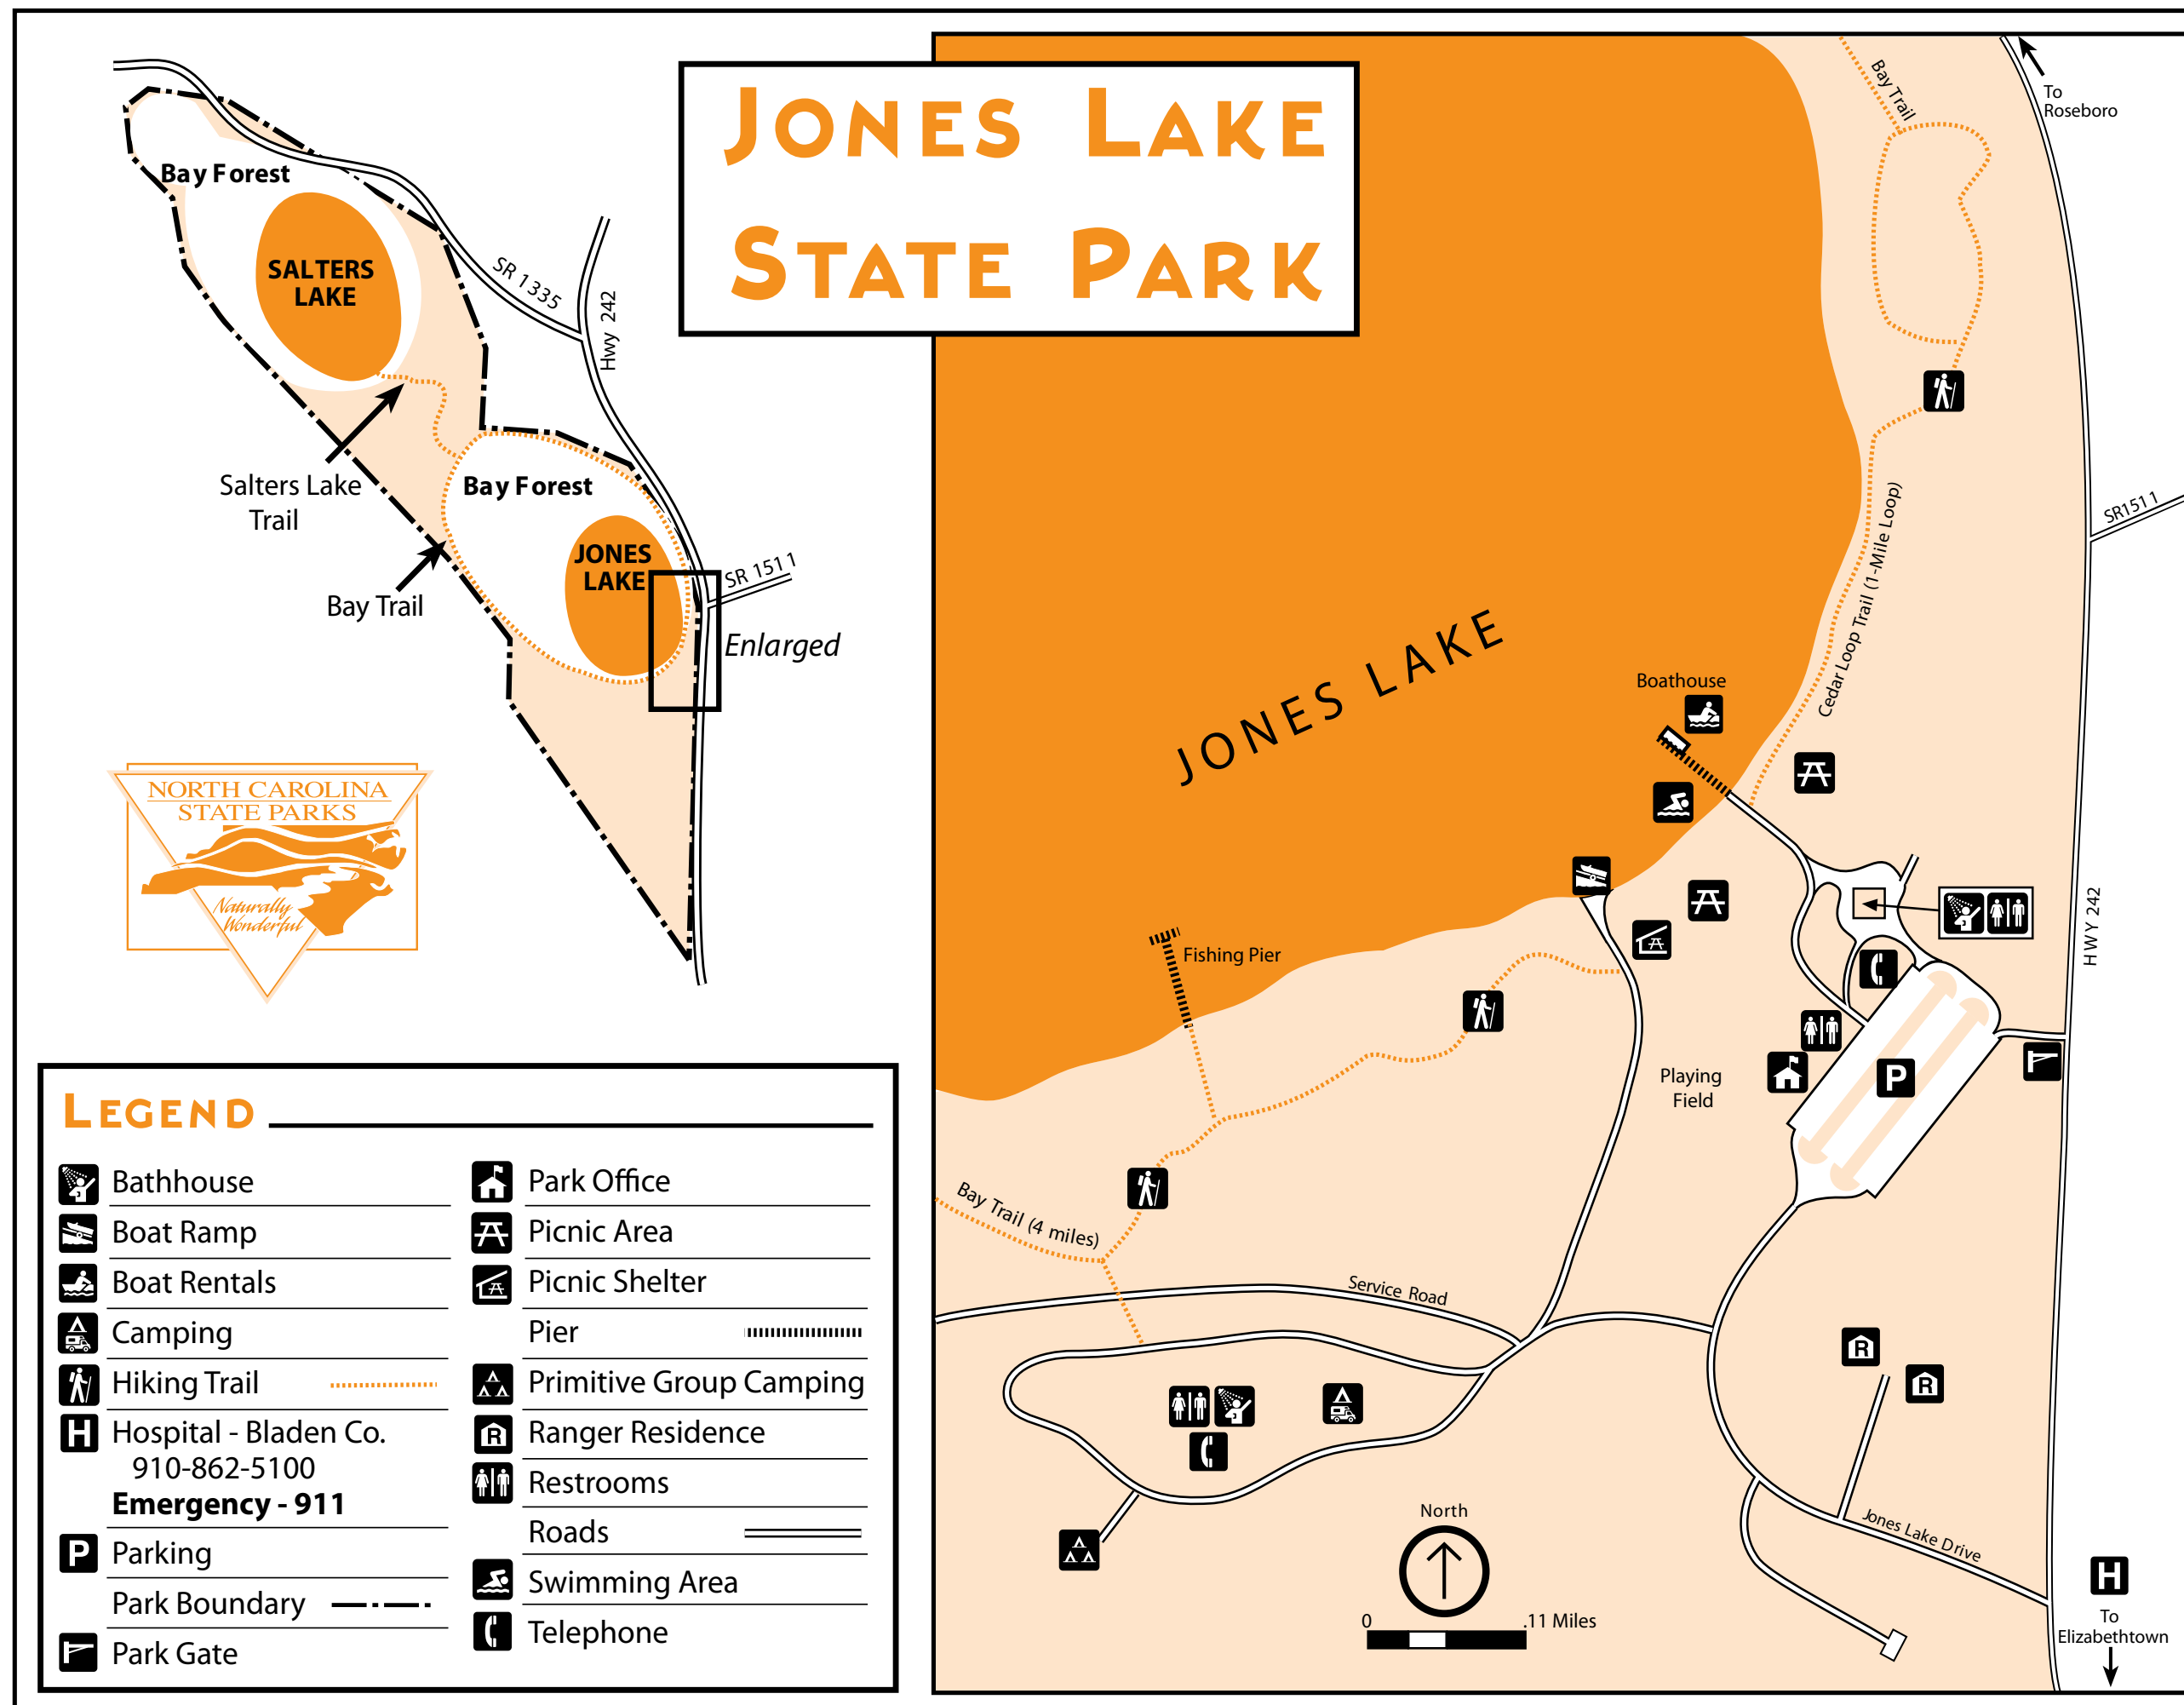 JONES LAKE
STATE PARK
Bay Forest
SALTERS
LAKE
SR 1335
Hwy 242
Salters Lake
Trail
Bay Forest
JONES
LAKE
SR 1511
Bay Trail
Enlarged
NORTH CAROLINA
STATE PARKS
Naturally
Wonderful
LEGEND
Bathhouse
Boat Ramp
Boat Rentals
Camping
Hiking Trail
H Hospital - Bladen Co.
910-862-5100
Emergency - 911
P Parking
Park Boundary
Park Gate
Park Office
Picnic Area
Picnic Shelter
Pier
Primitive Group Camping
R Ranger Residence
Restrooms
Roads
Swimming Area
Telephone
Bay Trail
To
Roseboro
SR1511
Cedar Loop Trail (1-Mile Loop)
JONES LAKE
Boathouse
HWY 242
Fishing Pier
Playing
Field
P
Bay Trail (4 miles)
Service Road
R
R
Jones Lake Drive
North
0 .11 Miles
H
To
Elizabethtown